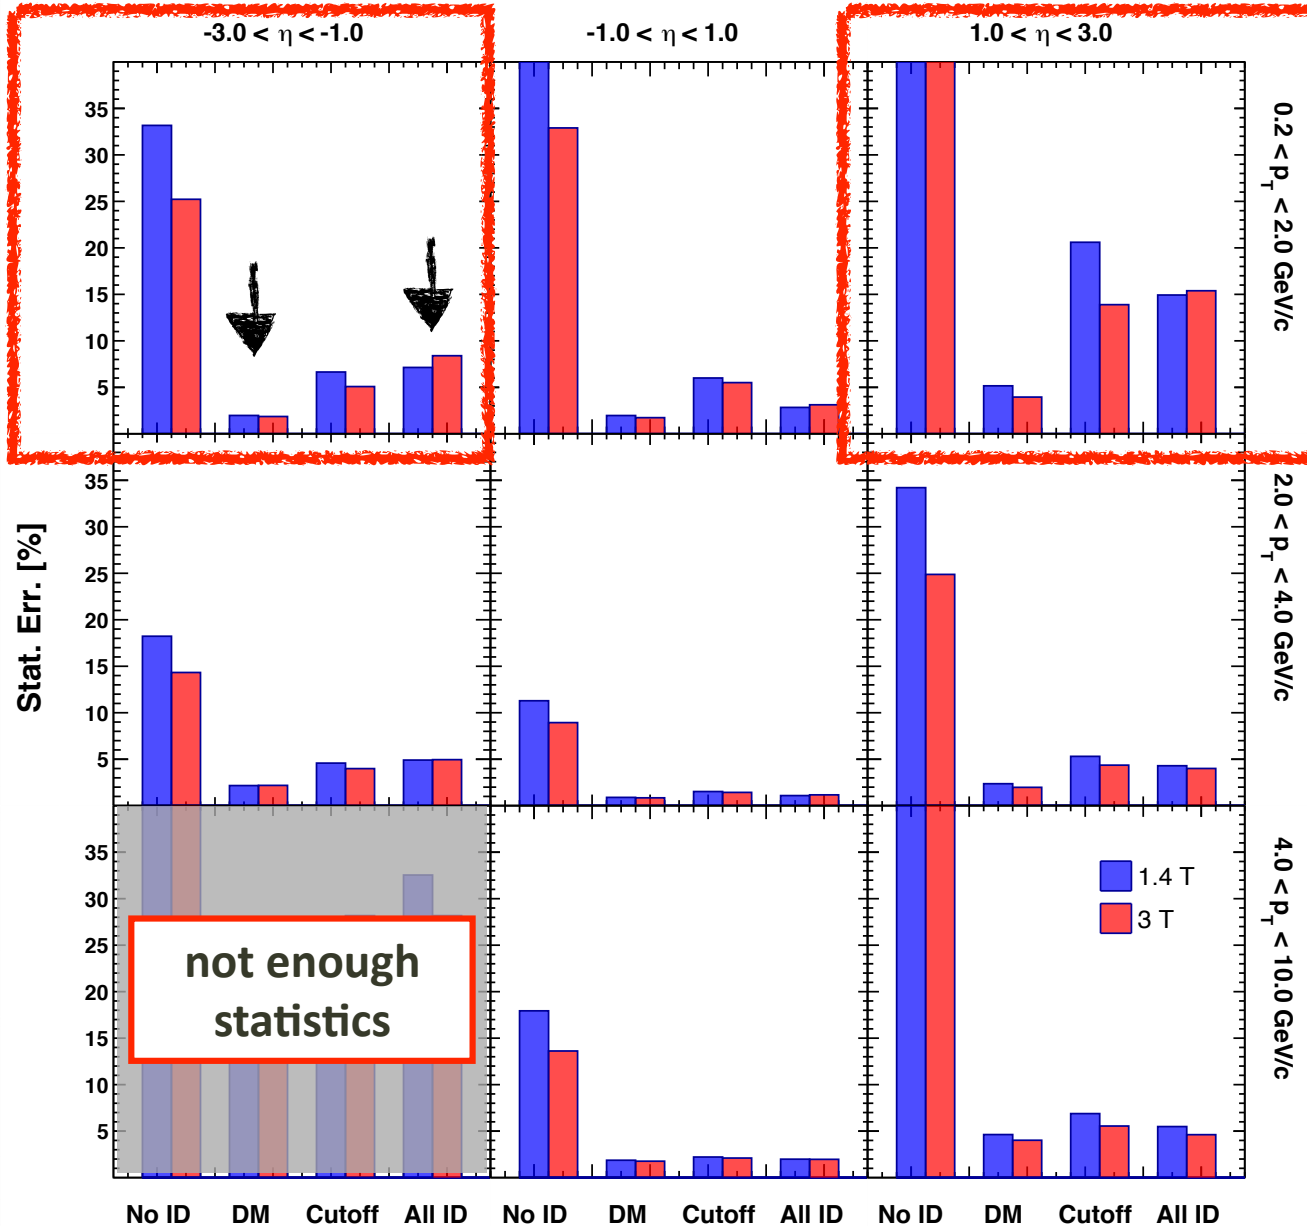 -3.0 < η < -1.0
-1.0 < η < 1.0
1.0 < η < 3.0
35
30
25
20
15
10
5
0.2 < p_T < 2.0 GeV/c
35
30
25
20
15
10
5
2.0 < p_T < 4.0 GeV/c
Stat. Err. [%]
35
30
25
20
15
10
5
not enough
statistics
1.4 T
3 T
4.0 < p_T < 10.0 GeV/c
No ID DM Cutoff All ID No ID DM Cutoff All ID No ID DM Cutoff All ID